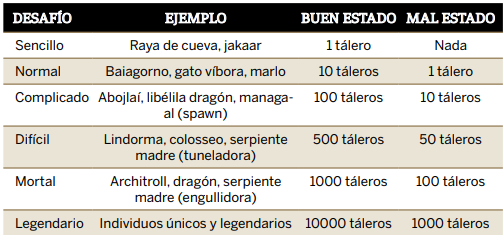 DESAFÍO EJEMPLO BUEN ESTADO MAL ESTADO
Sencillo Raya de cueva, jakaar 1 tálero Nada
Normal Baiagorno, gato víbora, marlo 10 táleros 1 tálero
Complicado Abojlaí, libélila dragón, managa- 100 táleros 10 táleros
al (spawn)
Difícil Lindorma, colosseo, serpiente 500 táleros 50 táleros
madre (tuneladora)
Mortal Architroll, dragón, serpiente 1000 táleros 100 táleros
madre (engullidora)
Legendario Individuos únicos y legendarios 10000 táleros 1000 táleros